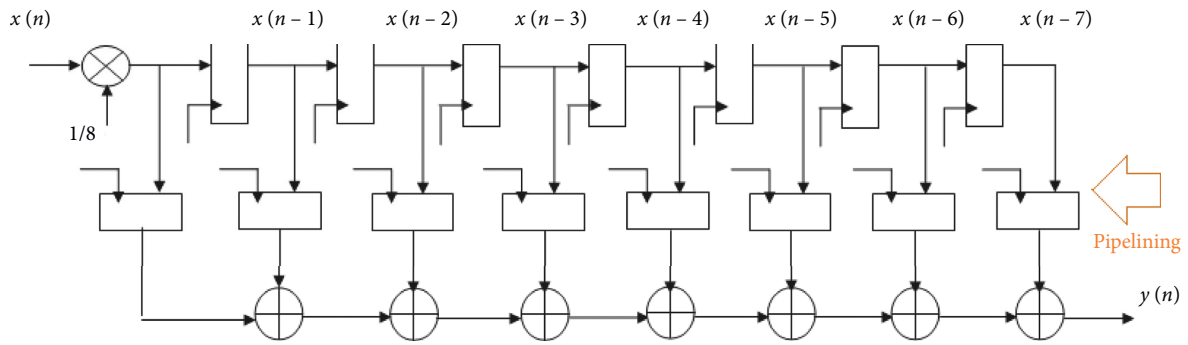 x (n) x (n – 1) x (n – 2) x (n – 3) x (n – 4) x (n – 5) x (n – 6) x (n – 7)
1/8
Pipelining
y (n)